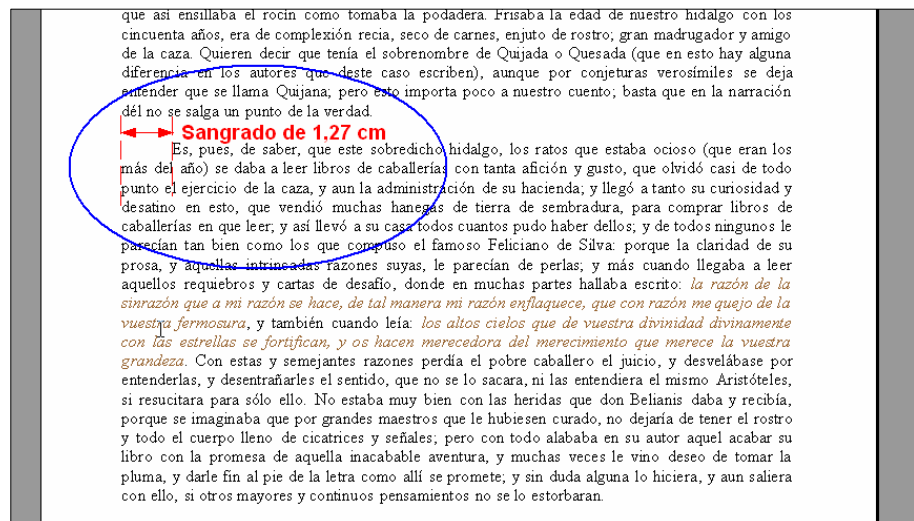 que así ensillaba el rocín como tomaba la podadera. Frisaba la edad de nuestro hidalgo con los
cincuenta años, era de complexión recia, seco de carnes, enjuto de rostro; gran madrugador y amigo
de la caza. Quieren decir que tenía el sobrenombre de Quijada o Quesada (que en esto hay alguna
diferencia en los autores que deste caso escriben), aunque por conjeturas verosímiles se deja
entender que se llama Quijana; pero esto importa poco a nuestro cuento; basta que en la narración
dél no se salga un punto de la verdad.
Sangrado de 1,27 cm
Es, pues, de saber, que este sobredicho hidalgo, los ratos que estaba ocioso (que eran los
más del año) se daba a leer libros de caballerías con tanta afición y gusto, que olvidó casi de todo
punto el ejercicio de la caza, y aun la administración de su hacienda; y llegó a tanto su curiosidad y
desatino en esto, que vendió muchas hanegas de tierra de sembradura, para comprar libros de
caballerías en que leer; y así llevó a su casa todos cuantos pudo haber dellos; y de todos ningunos le
parecían tan bien como los que compuso el famoso Feliciano de Silva: porque la claridad de su
prosa, y aquellas intrincadas razones suyas, le parecían de perlas; y más cuando llegaba a leer
aquellos requiebros y cartas de desafío, donde en muchas partes hallaba escrito: la razón de la
sinrazón que a mi razón se hace, de tal manera mi razón enflaquece, que con razón me quejo de la
vuestra fermosura, y también cuando leía: los altos cielos que de vuestra divinidad divinamente
con las estrellas se fortifican, y os hacen merecedora del merecimiento que merece la vuestra
grandeza. Con estas y semejantes razones perdía el pobre caballero el juicio, y desvelábase por
entenderlas, y desentrañarles el sentido, que no se lo sacara, ni las entendiera el mismo Aristóteles,
si resucitara para sólo ello. No estaba muy bien con las heridas que don Belianis daba y recibía,
porque se imaginaba que por grandes maestros que le hubiesen curado, no dejaría de tener el rostro
y todo el cuerpo lleno de cicatrices y señales; pero con todo alababa en su autor aquel acabar su
libro con la promesa de aquella inacabable aventura, y muchas veces le vino deseo de tomar la
pluma, y darle fin al pie de la letra como allí se promete; y sin duda alguna lo hiciera, y aun saliera
con ello, si otros mayores y continuos pensamientos no se lo estorbaran.